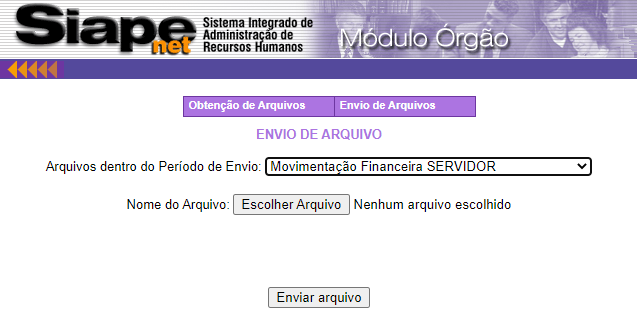 Siape
net
Sistema Integrado de
Administração de
Recursos Humanos
Módulo Órgão
Obtenção de Arquivos Envio de Arquivos
ENVIO DE ARQUIVO
Arquivos dentro do Período de Envio: Movimentação Financeira SERVIDOR
Nome do Arquivo: Escolher Arquivo Nenhum arquivo escolhido
Enviar arquivo